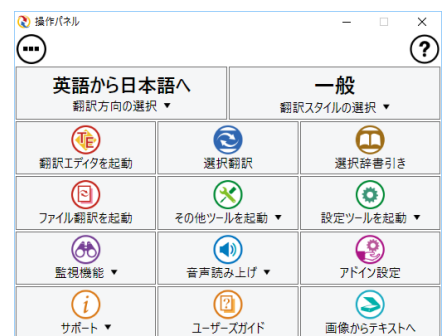 操作パネル
英語から日本語へ
翻訳方向の選択 ▼
一般
翻訳スタイルの選択 ▼
翻訳エディタを起動
選択翻訳
選択辞書引き
ファイル翻訳を起動
その他ツールを起動 ▼
設定ツールを起動 ▼
監視機能 ▼
音声読み上げ ▼
アドイン設定
サポート ▼
ユーザーズガイド
画像からテキストへ